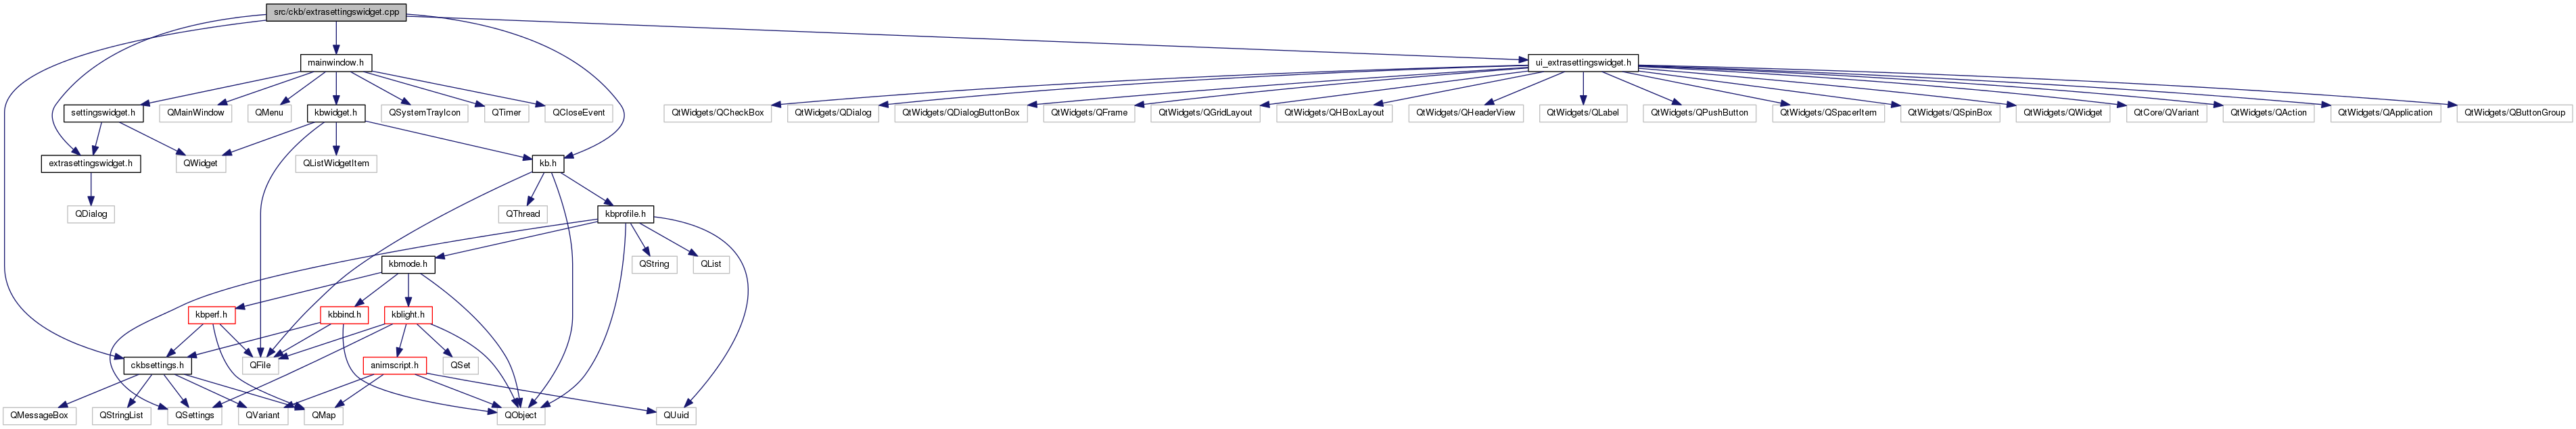 src/ckb/extrasettingswidget.cpp
mainwindow.h
ui_extrasettingswidget.h
settingswidget.h
QMainWindow
QMenu
kbwidget.h
QSystemTrayIcon
QTimer
QCloseEvent
QtWidgets/QCheckBox
QtWidgets/QDialog
QtWidgets/QDialogButtonBox
QtWidgets/QFrame
QtWidgets/QGridLayout
QtWidgets/QHBoxLayout
QtWidgets/QHeaderView
QtWidgets/QLabel
QtWidgets/QPushButton
QtWidgets/QSpacerItem
QtWidgets/QSpinBox
QtWidgets/QWidget
QtCore/QVariant
QtWidgets/QAction
QtWidgets/QApplication
QtWidgets/QButtonGroup
extrasettingswidget.h
QWidget
QListWidgetItem
kb.h
QDialog
QThread
kbprofile.h
kbmode.h
QString
QList
kbperf.h
kbbind.h
kblight.h
ckbsettings.h
QFile
animscript.h
QSet
QMessageBox
QStringList
QSettings
QVariant
QMap
QObject
QUuid